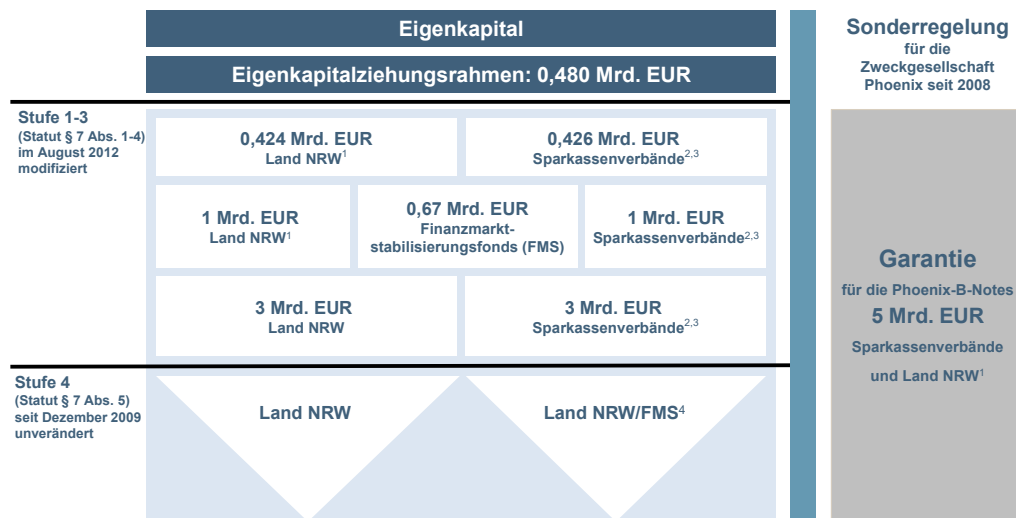 Eigenkapital
Eigenkapitalziehungsrahmen: 0,480 Mrd. EUR
Sonderregelung
für die
Zweckgesellschaft
Phoenix seit 2008
Stufe 1-3
(Statut § 7 Abs. 1-4)
im August 2012
modifiziert
0,424 Mrd. EUR
Land NRW¹
0,426 Mrd. EUR
Sparkassenverbände²,³
1 Mrd. EUR
Land NRW¹
0,67 Mrd. EUR
Finanzmarkt-
stabilisierungsfonds (FMS)
1 Mrd. EUR
Sparkassenverbände²,³
3 Mrd. EUR
Land NRW
3 Mrd. EUR
Sparkassenverbände²,³
Stufe 4
(Statut § 7 Abs. 5)
seit Dezember 2009
unverändert
Land NRW
Land NRW/FMS⁴
Garantie
für die Phoenix-B-Notes
5 Mrd. EUR
Sparkassenverbände
und Land NRW¹